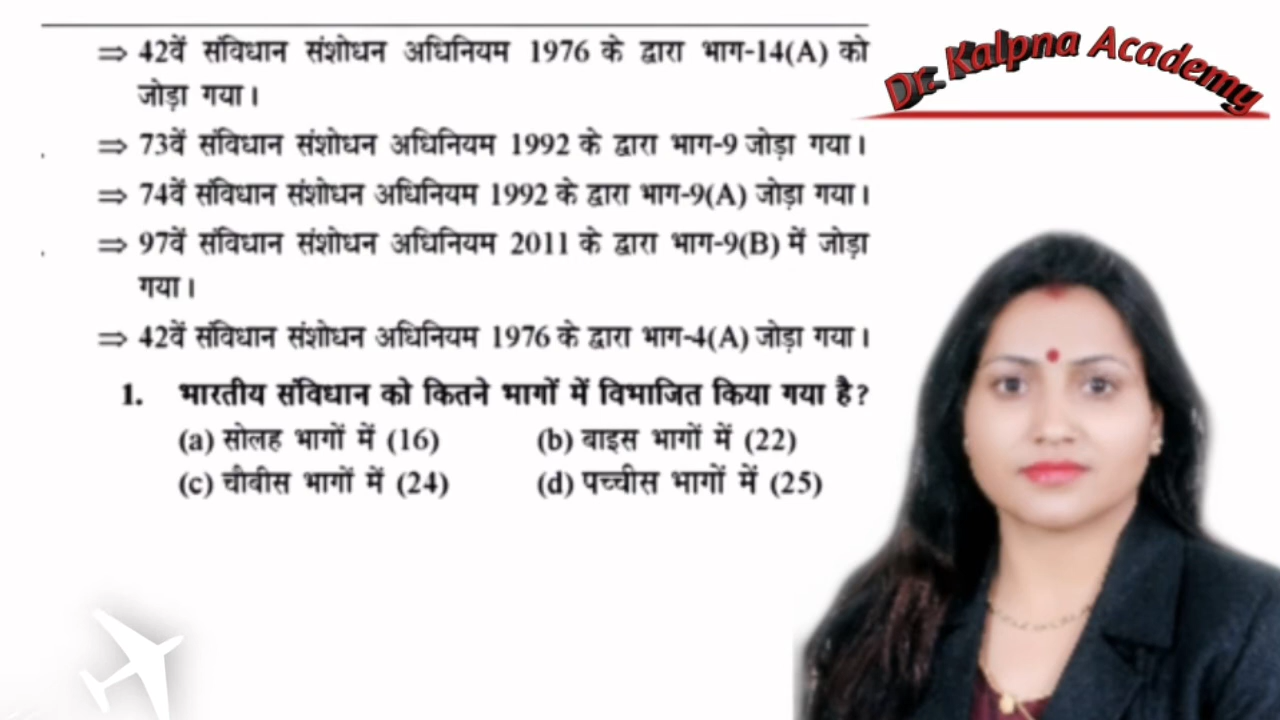 ⇒ 42वें संविधान संशोधन अधिनियम 1976 के द्वारा भाग-14(A) को
जोड़ा गया।
⇒ 73वें संविधान संशोधन अधिनियम 1992 के द्वारा भाग-9 जोड़ा गया।
⇒ 74वें संविधान संशोधन अधिनियम 1992 के द्वारा भाग-9(A) जोड़ा गया।
⇒ 97वें संविधान संशोधन अधिनियम 2011 के द्वारा भाग-9(B) में जोड़ा
गया।
⇒ 42वें संविधान संशोधन अधिनियम 1976 के द्वारा भाग-4(A) जोड़ा गया।
1. भारतीय संविधान को कितने भागों में विभाजित किया गया है?
(a) सोलह भागों में (16) (b) बाइस भागों में (22)
(c) चौबीस भागों में (24) (d) पच्चीस भागों में (25)
Dr. Kalpna Academy